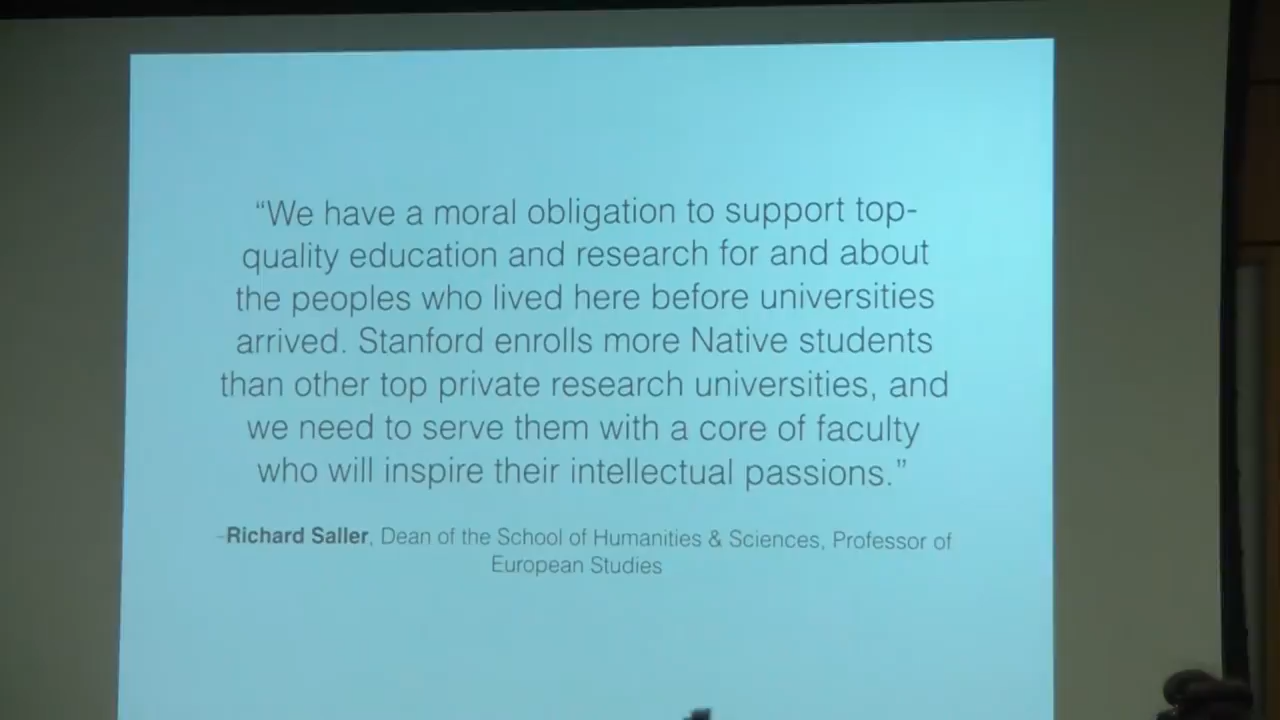 “We have a moral obligation to support top-
quality education and research for and about
the peoples who lived here before universities
arrived. Stanford enrolls more Native students
than other top private research universities, and
we need to serve them with a core of faculty
who will inspire their intellectual passions.”
–Richard Saller, Dean of the School of Humanities & Sciences, Professor of
European Studies